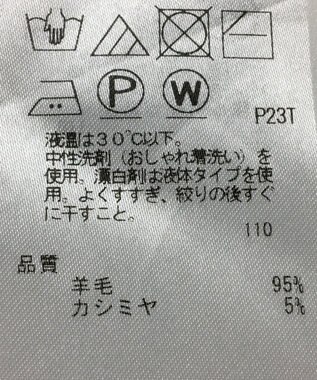 P W
P23T
液温は30℃以下。
中性洗剤(おしゃれ着洗い)を
使用。漂白剤は液体タイプを使
用。よくすすぎ、絞りの後すぐ
に干すこと。
110
品質
羊毛 95%
カシミヤ 5%